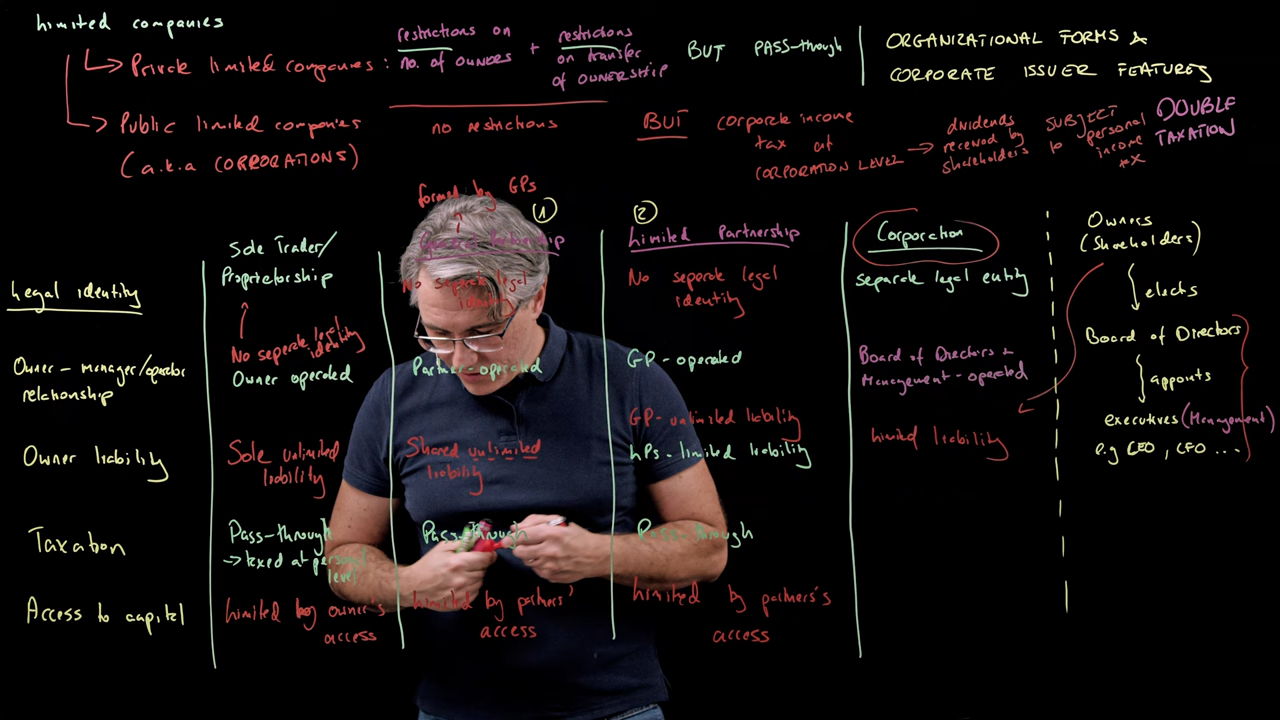 Limited companies
Private limited companies :
restrictions on
no. of owners
+
restrictions
on transfer
of OWNERSHIP
BUT PASS-through
ORGANIZATIONAL FORMS &
CORPORATE ISSUER FEATURES
Public limited companies
(a.k.a CORPORATIONS)
no restrictions
BUT corporate income
tax at
CORPORATION LEVEL
dividends
received by
shareholders
SUBJECT
to personal
income
tax
DOUBLE
TAXATION
Legal identity
Owner-manager/operator
relationship
Owner liability
Taxation
Access to capital
Sole Trader/
Proprietorship
No separate legal
identity
Owner operated
Sole unlimited
liability
Pass-through
→ taxed at personal
level
Limited by owner's
access
formed by GPs
1
No separate legal
identity
Partner-operated
Shared unlimited
liability
Pass-through
Limited by partners'
access
2
Limited Partnership
No separate legal
identity
GP-operated
GP-unlimited liability
LPs-limited liability
Pass-through
Limited by partners's
access
Corporation
separate legal entity
Board of Directors &
Management-operated
Limited liability
Owners
(Shareholders)
elects
Board of Directors
appoints
executives (Management)
e.g CEO, CFO ...